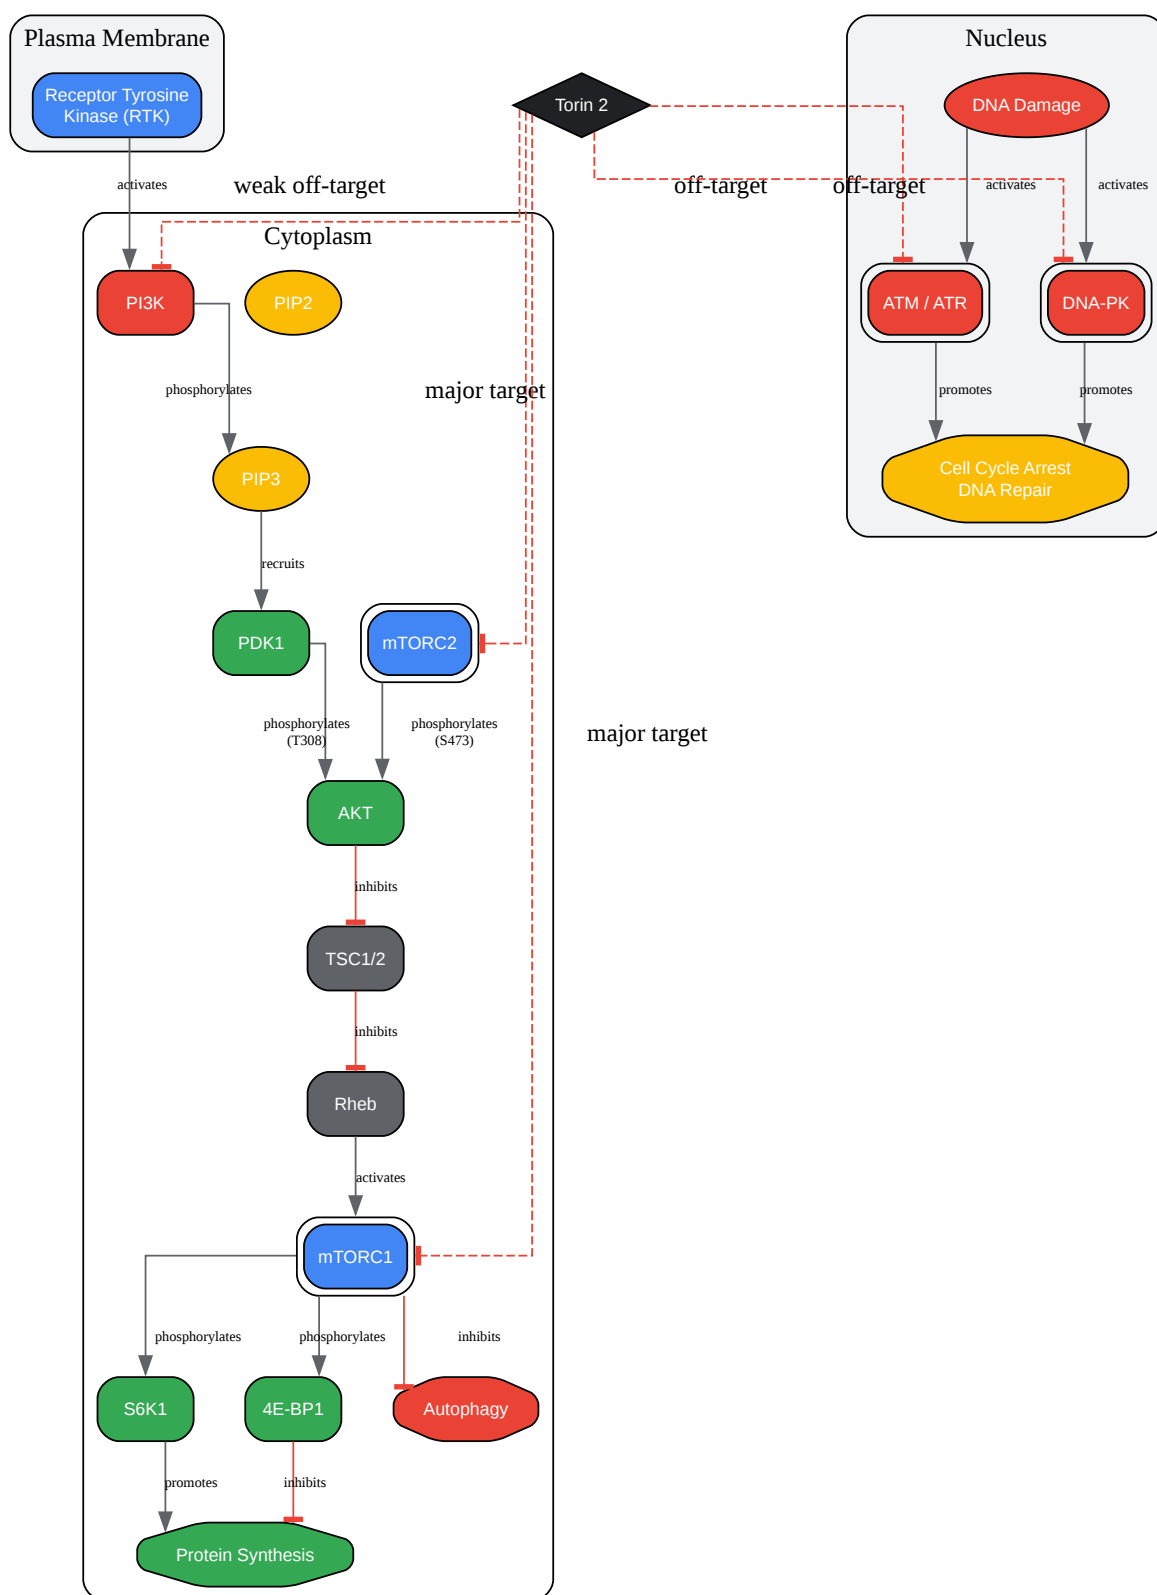 Plasma Membrane
Nucleus
Receptor Tyrosine
Kinase (RTK)
Torin 2
DNA Damage
activates
weak off-target
off-target
off-target
activates
activates
Cytoplasm
PI3K
PIP2
ATM / ATR
DNA-PK
phosphorylates
major target
promotes
promotes
PIP3
Cell Cycle Arrest
DNA Repair
recruits
PDK1
mTORC2
phosphorylates
(T308)
phosphorylates
(S473)
major target
AKT
inhibits
TSC1/2
inhibits
Rheb
activates
mTORC1
phosphorylates
phosphorylates
inhibits
S6K1
4E-BP1
Autophagy
promotes
inhibits
Protein Synthesis